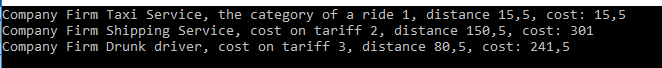 Company Firm Taxi Service, the category of a ride 1, distance 15,5, cost: 15,5
Company Firm Shipping Service, cost on tariff 2, distance 150,5, cost: 301
Company Firm Drunk driver, cost on tariff 3, distance 80,5, cost: 241,5